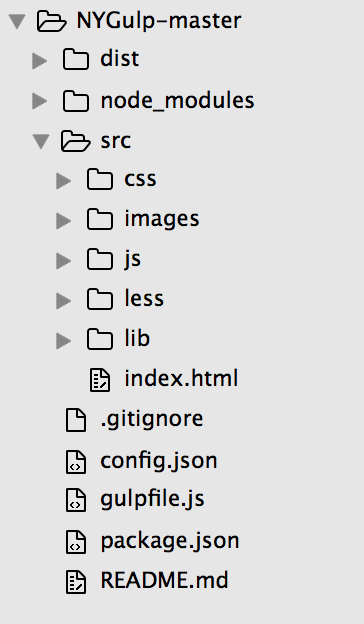 NYGulp-master
dist
node_modules
src
css
images
js
less
lib
index.html
.gitignore
config.json
gulpfile.js
package.json
README.md